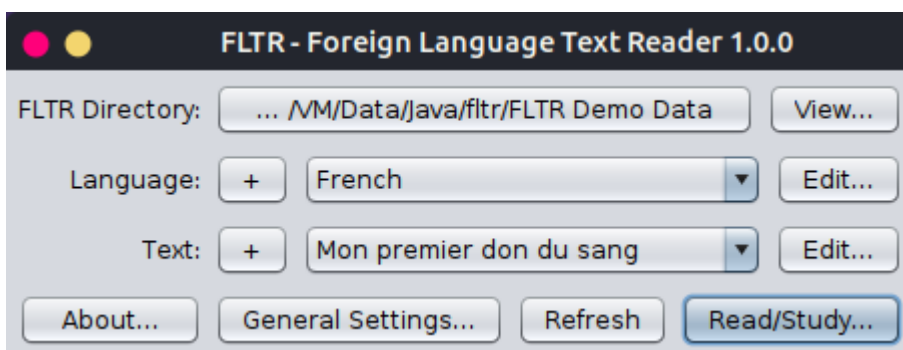 FLTR - Foreign Language Text Reader 1.0.0
FLTR Directory: ... /VM/Data/Java/fltr/FLTR Demo Data View...
Language: + French Edit...
Text: + Mon premier don du sang Edit...
About... General Settings... Refresh Read/Study...